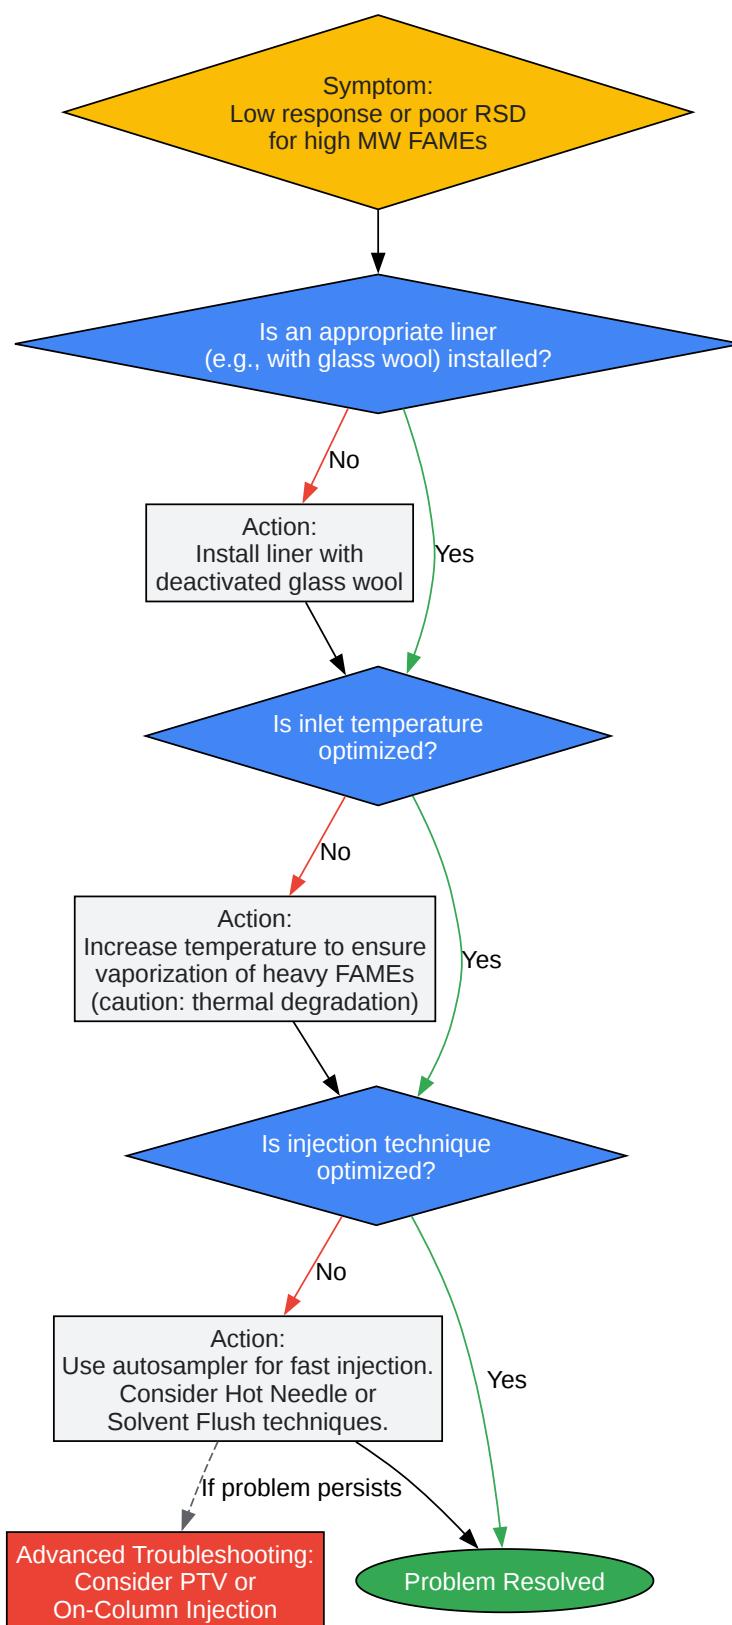 Symptom:
Low response or poor RSD
for high MW FAMEs
Is an appropriate liner
(e.g., with glass wool) installed?
No
Action:
Install liner with
deactivated glass wool
Yes
Is inlet temperature
optimized?
No
Action:
Increase temperature to ensure
vaporization of heavy FAMEs
(caution: thermal degradation)
Yes
Is injection technique
optimized?
No
Action:
Use autosampler for fast injection.
Consider Hot Needle or
Solvent Flush techniques.
Yes
If problem persists
Advanced Troubleshooting:
Consider PTV or
On-Column Injection
Problem Resolved